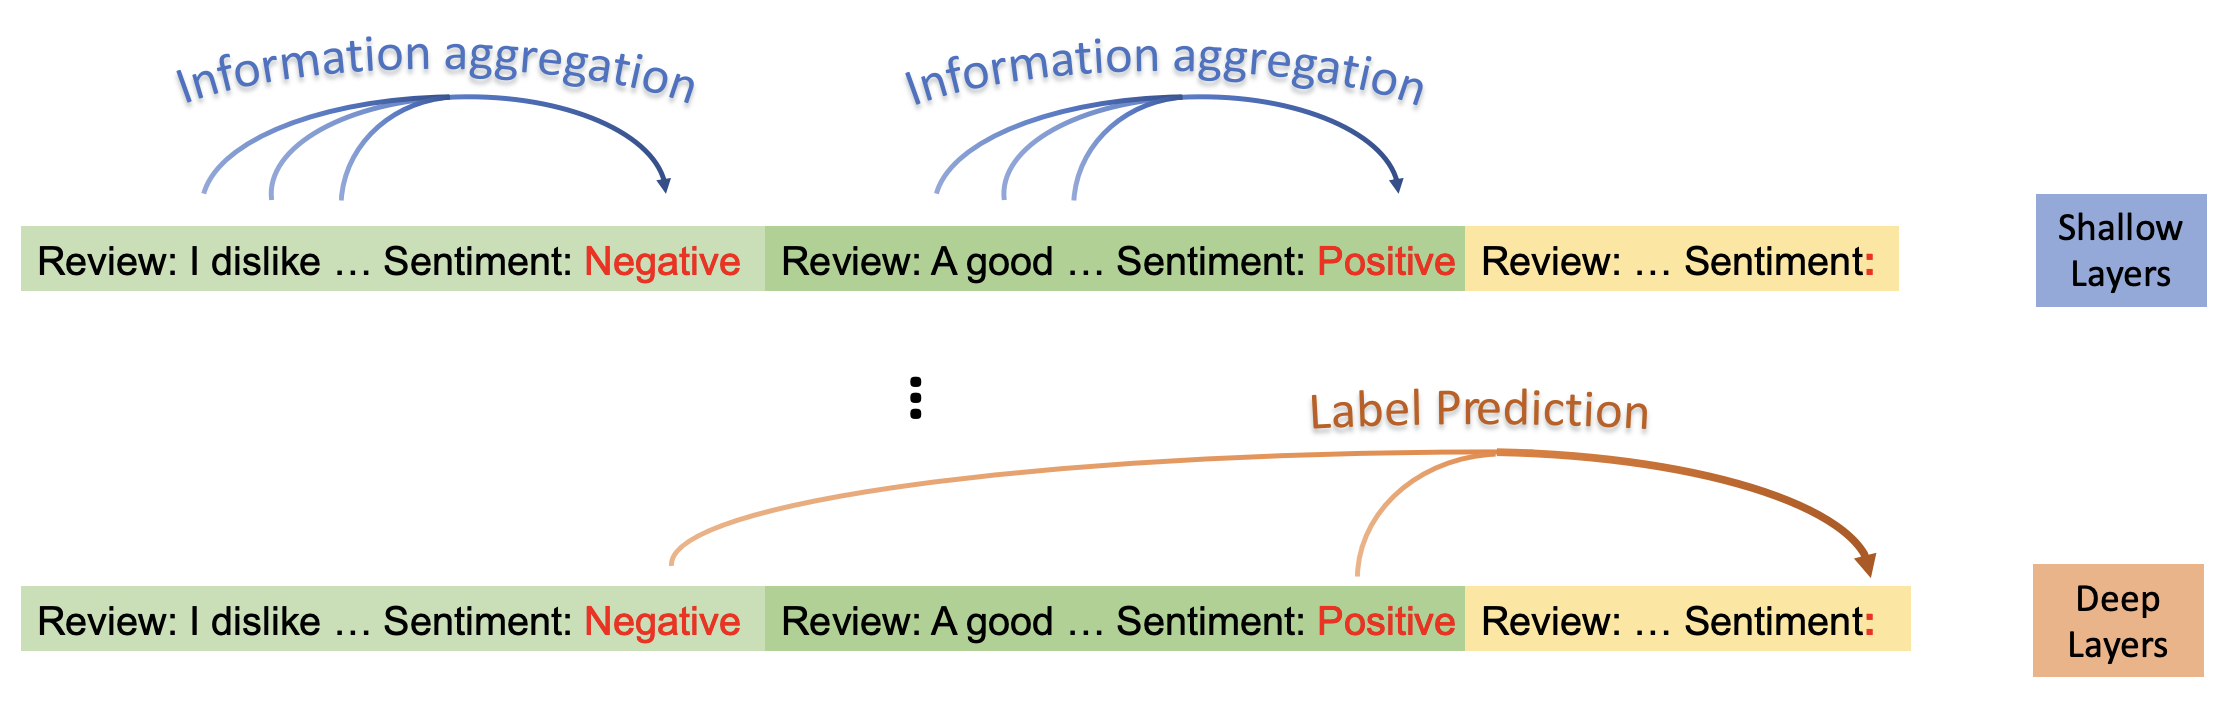 Information aggregation
Information aggregation
Review: I dislike … Sentiment: Negative Review: A good … Sentiment: Positive Review: … Sentiment:
Shallow
Layers
Label Prediction
Review: I dislike … Sentiment: Negative Review: A good … Sentiment: Positive Review: … Sentiment:
Deep
Layers